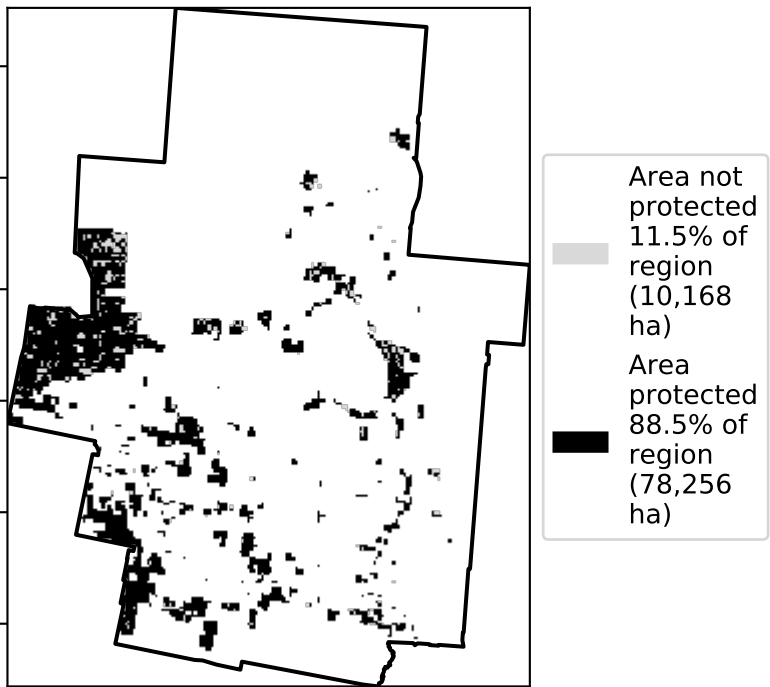 Area not
protected
11.5% of
region
(10,168
ha)
Area
protected
88.5% of
region
(78,256
ha)